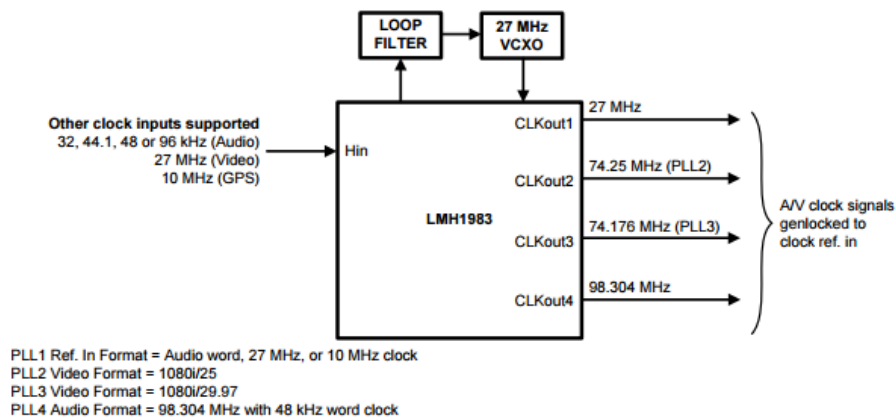 LOOP
FILTER
27 MHz
VCXO
Other clock inputs supported
32, 44.1, 48 or 96 kHz (Audio)
27 MHz (Video)
10 MHz (GPS)
Hin
LMH1983
CLKout1
27 MHz
CLKout2
74.25 MHz (PLL2)
CLKout3
74.176 MHz (PLL3)
CLKout4
98.304 MHz
A/V clock signals
genlocked to
clock ref. in
PLL1 Ref. In Format = Audio word, 27 MHz, or 10 MHz clock
PLL2 Video Format = 1080i/25
PLL3 Video Format = 1080i/29.97
PLL4 Audio Format = 98.304 MHz with 48 kHz word clock